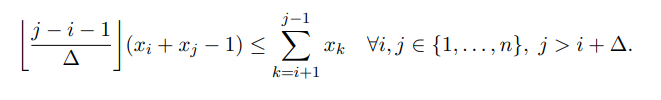 ⌊(j − i − 1)/Δ⌋ (x_i + x_j − 1) ≤ ∑_{k=i+1}^{j−1} x_k ∀i, j ∈ {1, . . . , n}, j > i + Δ.